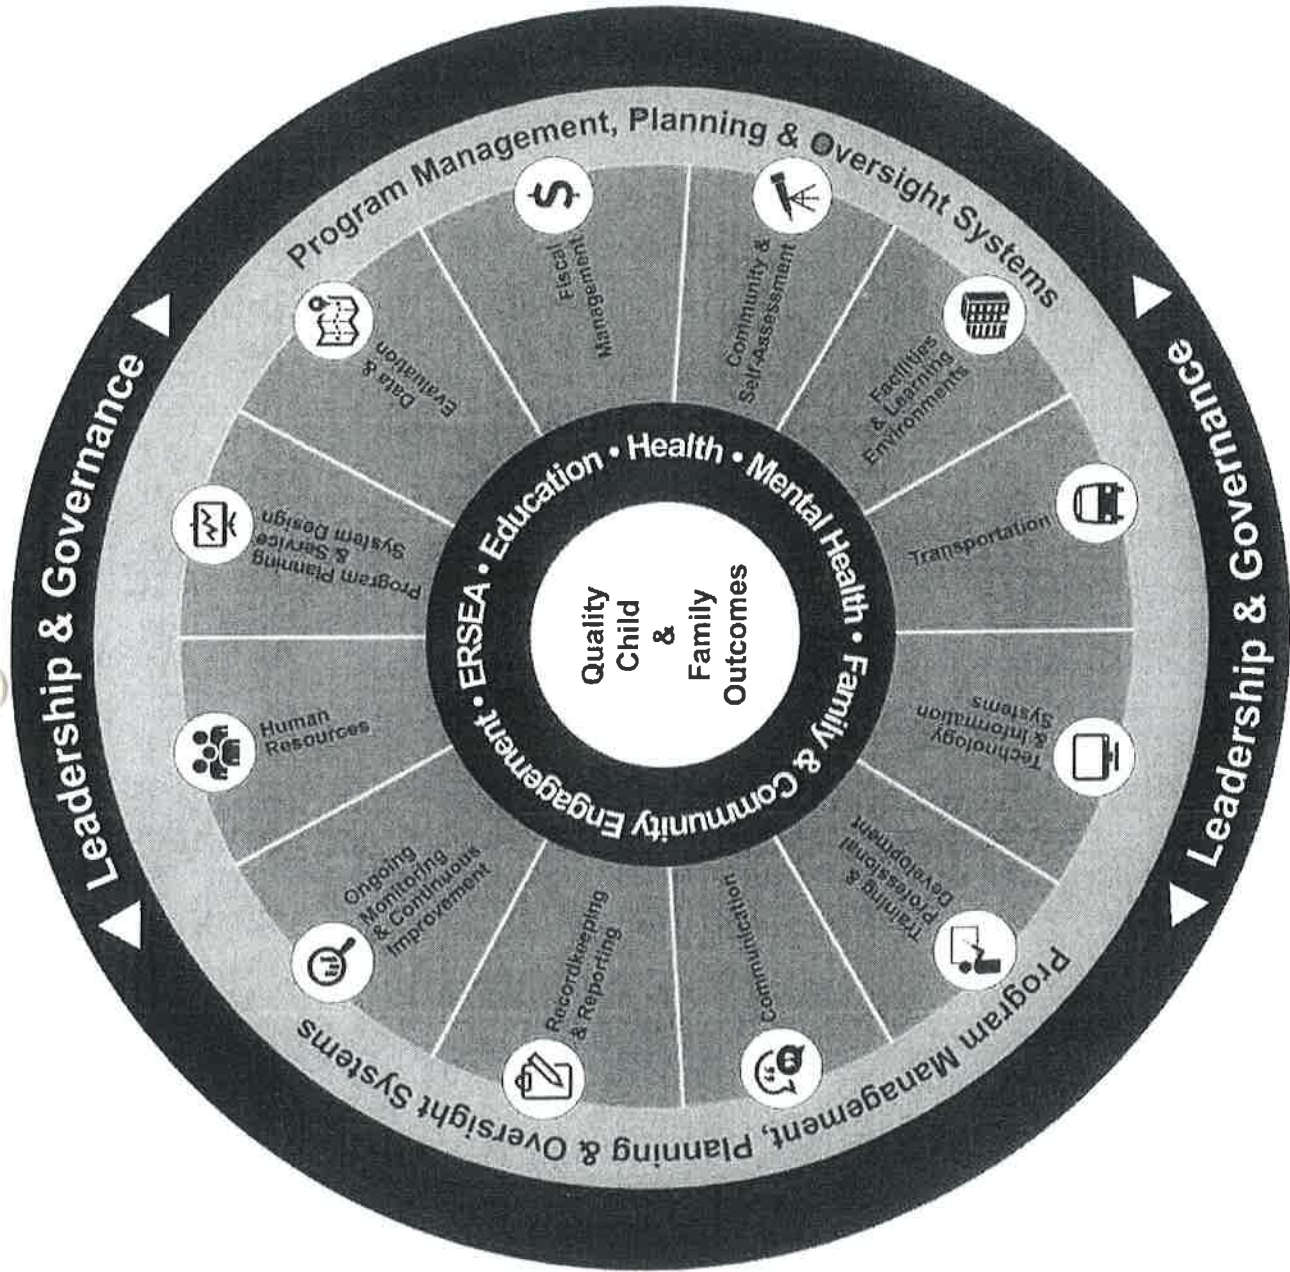 Leadership & Governance
Program Management, Planning & Oversight Systems
Program Planning
& Service
System Design
Data &
Evaluation
Fiscal
Management
Community &
Self-Assessment
Facilities
& Learning
Environments
Transportation
Technology
& Information
Systems
Training &
Professional
Development
Communication
Recordkeeping
& Reporting
Ongoing
Monitoring
& Continuous
Improvement
Human
Resources
ERSEA • Education • Health • Mental Health • Family & Community Engagement •
Quality
Child
&
Family
Outcomes
Program Management, Planning & Oversight Systems
Leadership & Governance